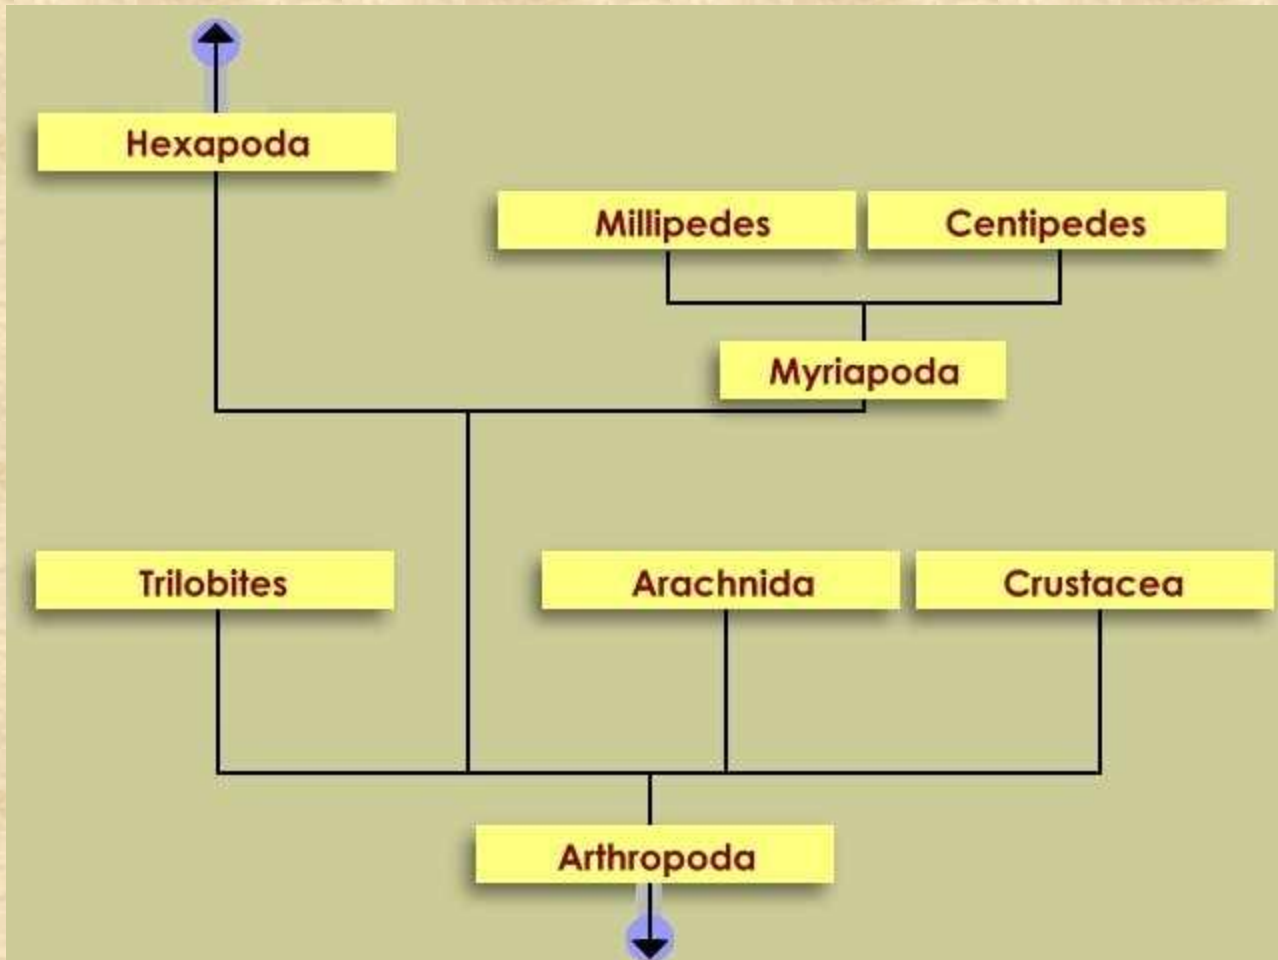 Hexapoda
Millipedes
Centipedes
Myriapoda
Trilobites
Arachnida
Crustacea
Arthropoda